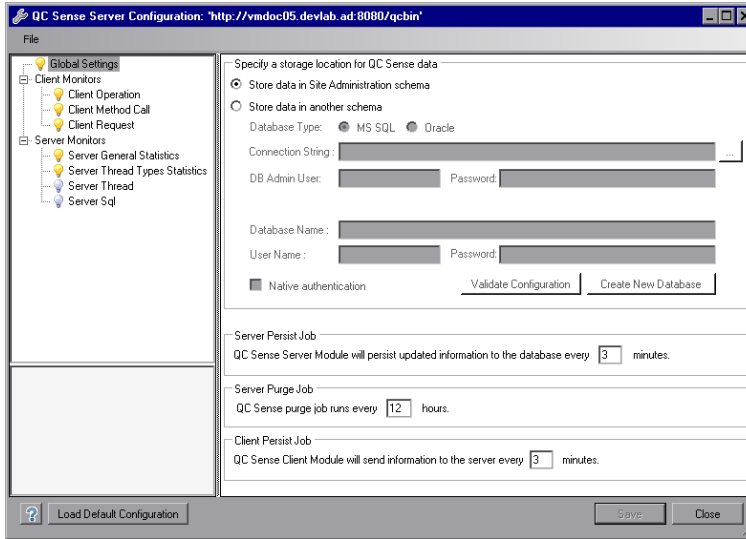 QC Sense Server Configuration: 'http://vmdoc05.devlab.ad:8080/qcbin'
File
Global Settings
Client Monitors
Client Operation
Client Method Call
Client Request
Server Monitors
Server General Statistics
Server Thread Types Statistics
Server Thread
Server Sql
Specify a storage location for QC Sense data
Store data in Site Administration schema
Store data in another schema
Database Type: MS SQL Oracle
Connection String : ...
DB Admin User: Password:
Database Name :
User Name : Password:
Native authentication Validate Configuration Create New Database
Server Persist Job
QC Sense Server Module will persist updated information to the database every 3 minutes.
Server Purge Job
QC Sense purge job runs every 12 hours.
Client Persist Job
QC Sense Client Module will send information to the server every 3 minutes.
? Load Default Configuration Save Close